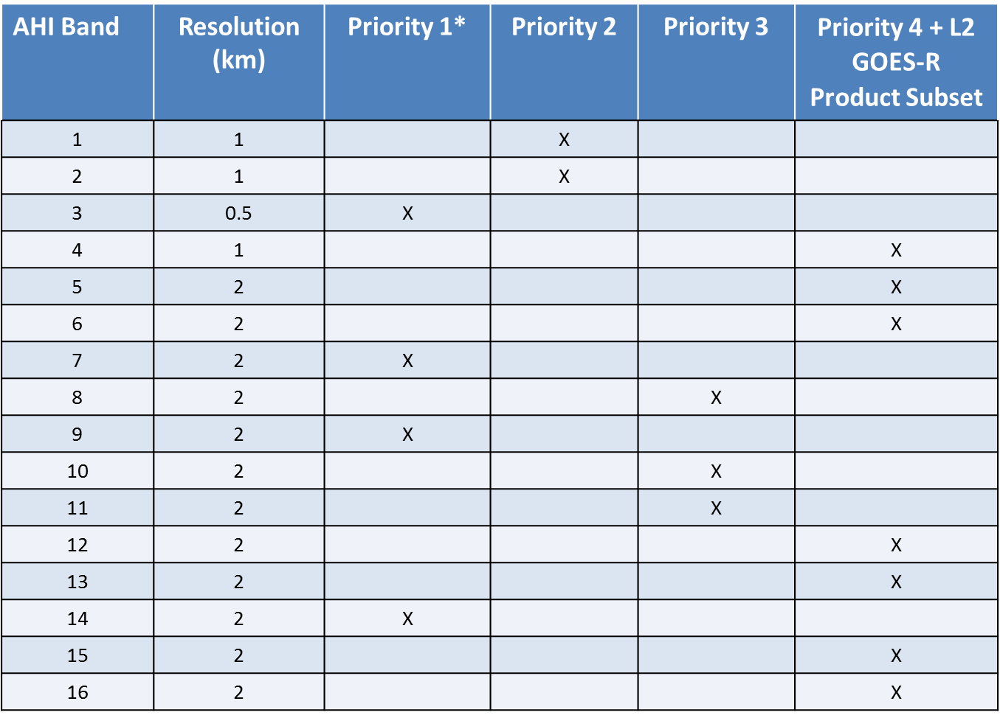 AHI Band Resolution (km) Priority 1* Priority 2 Priority 3 Priority 4 + L2 GOES-R Product Subset
1 1 X
2 1 X
3 0.5 X
4 1 X
5 2 X
6 2 X
7 2 X
8 2 X
9 2 X
10 2 X
11 2 X
12 2 X
13 2 X
14 2 X
15 2 X
16 2 X